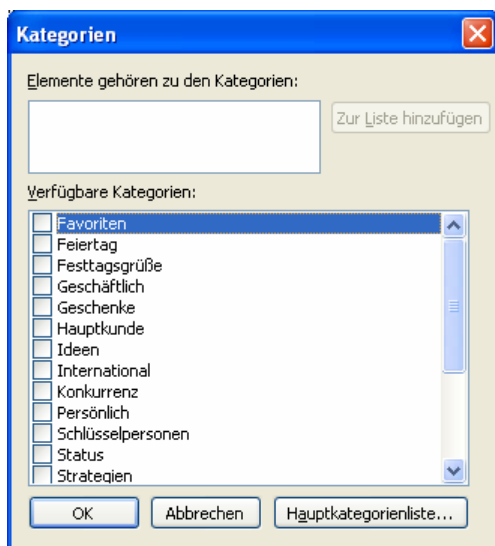 Kategorien
Elemente gehören zu den Kategorien:
Zur Liste hinzufügen
Verfügbare Kategorien:
Favoriten
Feiertag
Festtagsgrüße
Geschäftlich
Geschenke
Hauptkunde
Ideen
International
Konkurrenz
Persönlich
Schlüsselpersonen
Status
Strategien
OK Abbrechen Hauptkategorienliste...